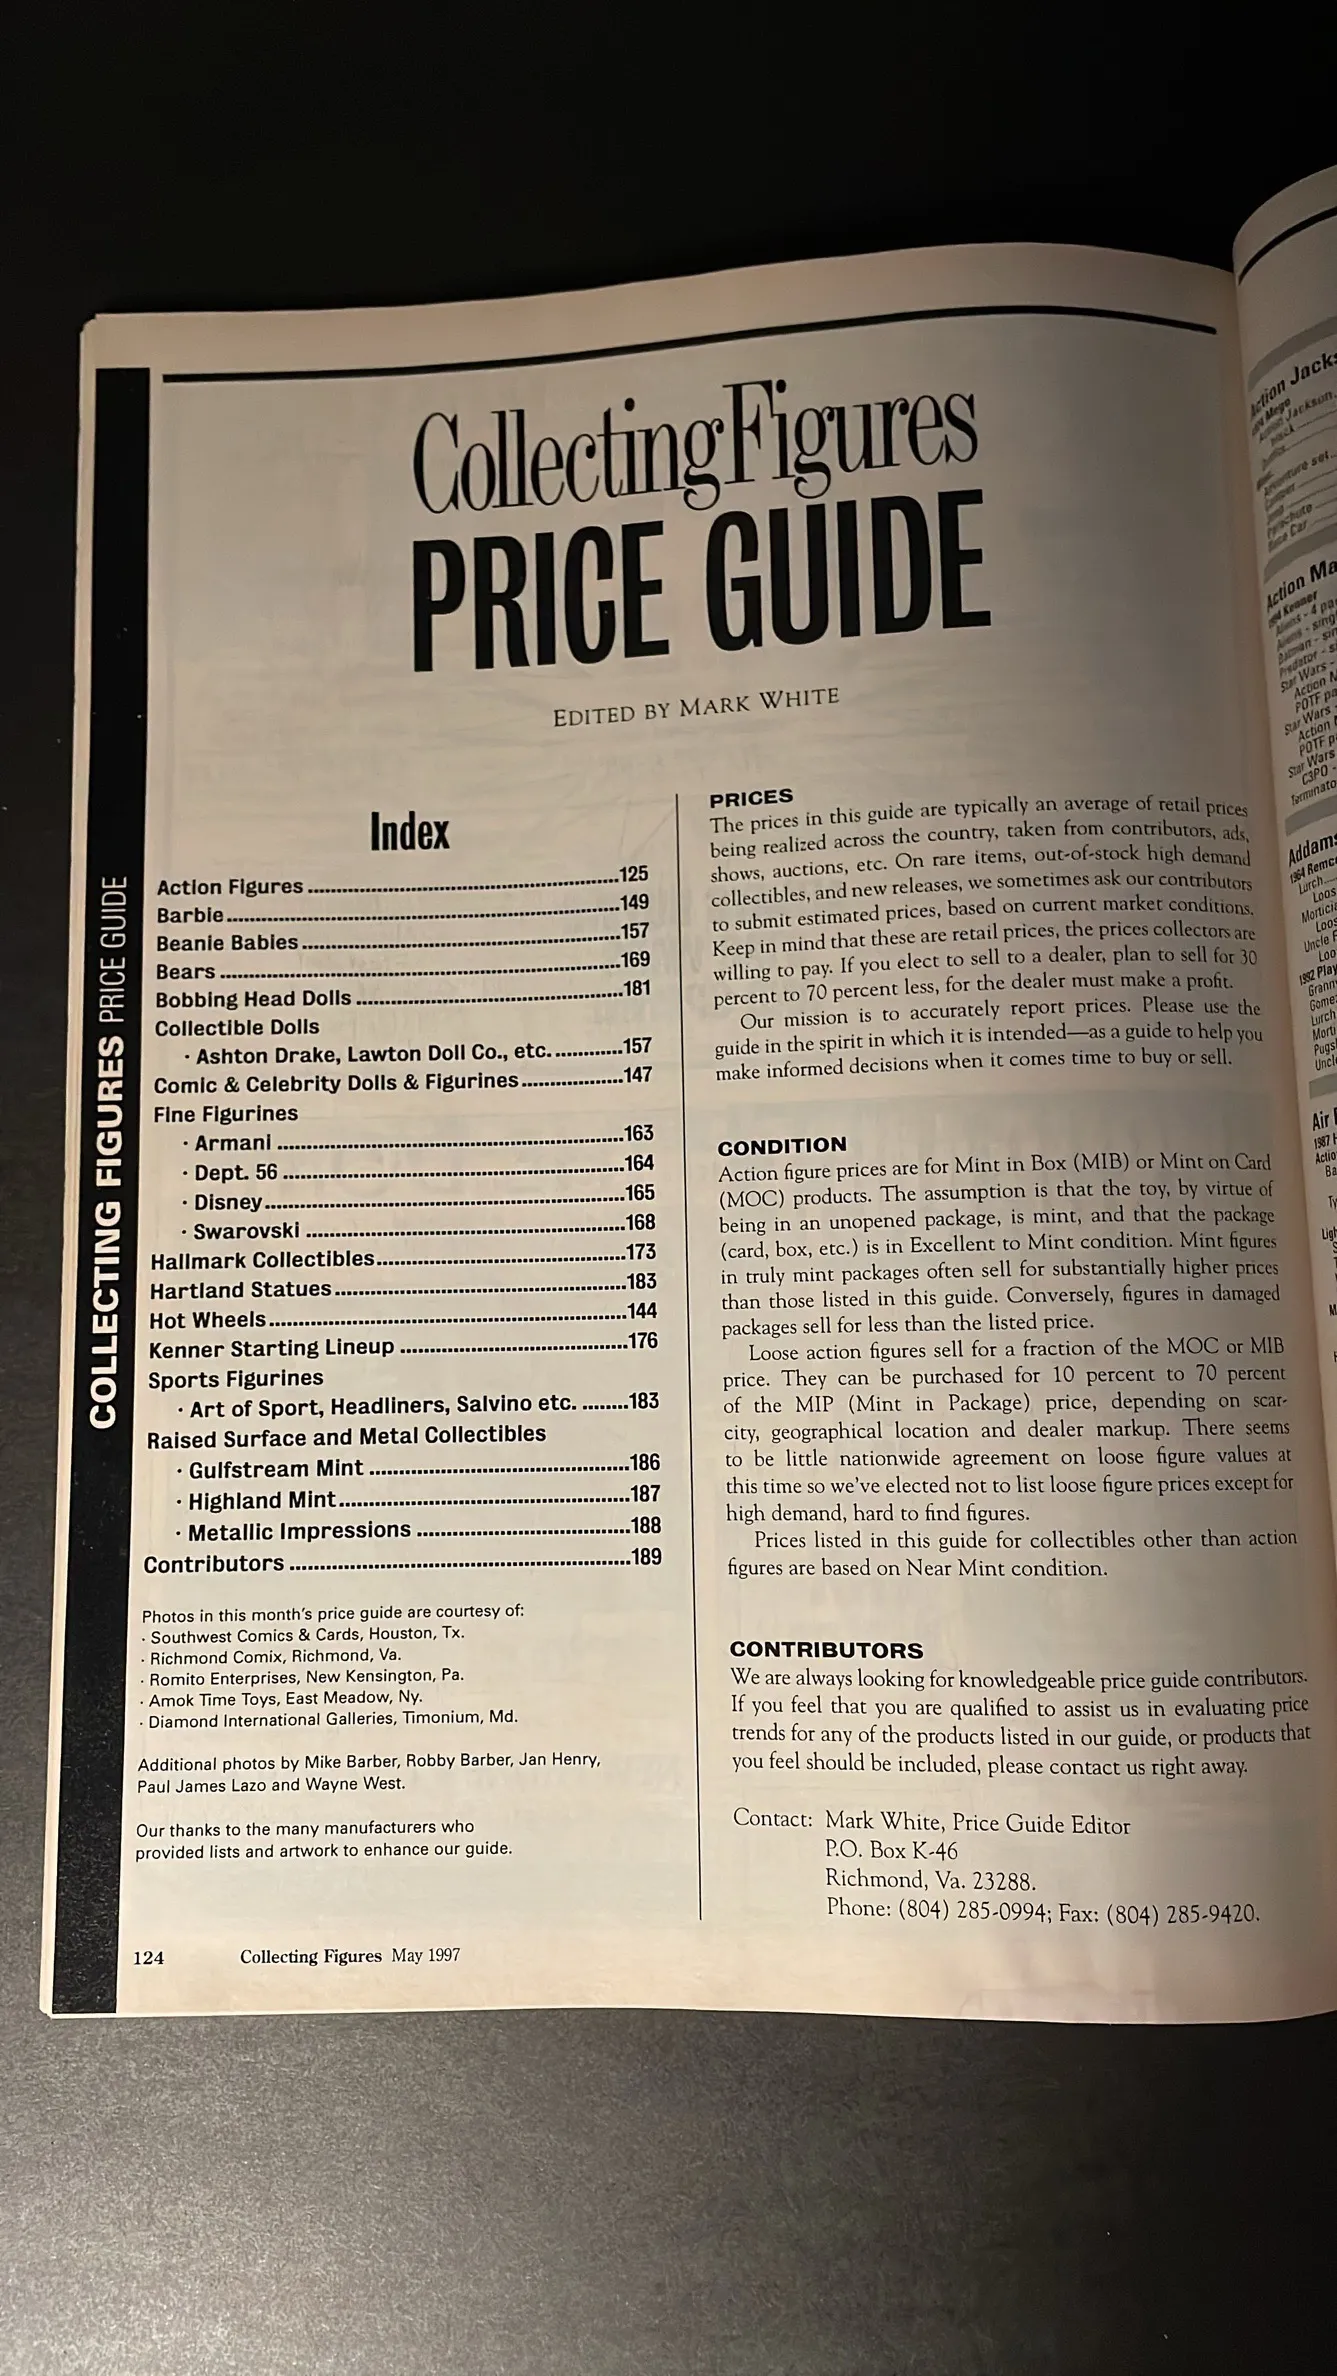 Collecting Figures
PRICE GUIDE
EDITED BY MARK WHITE
COLLECTING FIGURES PRICE GUIDE
Index
Action Figures ..................................................125
Barbie..................................................149
Beanie Babies ..................................................157
Bears ..................................................169
Bobbing Head Dolls ..................................................181
Collectible Dolls
· Ashton Drake, Lawton Doll Co., etc. .............157
Comic & Celebrity Dolls & Figurines...................147
Fine Figurines
· Armani ..................................................163
· Dept. 56 ..................................................164
· Disney..................................................165
· Swarovski ..................................................168
Hallmark Collectibles..................................................173
Hartland Statues..................................................183
Hot Wheels..................................................144
Kenner Starting Lineup ......................................176
Sports Figurines
· Art of Sport, Headliners, Salvino etc. ........183
Raised Surface and Metal Collectibles
· Gulfstream Mint ..........................................186
· Highland Mint..............................................187
· Metallic Impressions ...................................188
Contributors ..................................................189
Photos in this month's price guide are courtesy of:
· Southwest Comics & Cards, Houston, Tx.
· Richmond Comix, Richmond, Va.
· Romito Enterprises, New Kensington, Pa.
· Amok Time Toys, East Meadow, Ny.
· Diamond International Galleries, Timonium, Md.
Additional photos by Mike Barber, Robby Barber, Jan Henry,
Paul James Lazo and Wayne West.
Our thanks to the many manufacturers who
provided lists and artwork to enhance our guide.
PRICES
The prices in this guide are typically an average of retail prices
being realized across the country, taken from contributors, ads,
shows, auctions, etc. On rare items, out-of-stock high demand
collectibles, and new releases, we sometimes ask our contributors
to submit estimated prices, based on current market conditions.
Keep in mind that these are retail prices, the prices collectors are
willing to pay. If you elect to sell to a dealer, plan to sell for 30
percent to 70 percent less, for the dealer must make a profit.
Our mission is to accurately report prices. Please use the
guide in the spirit in which it is intended—as a guide to help you
make informed decisions when it comes time to buy or sell.
CONDITION
Action figure prices are for Mint in Box (MIB) or Mint on Card
(MOC) products. The assumption is that the toy, by virtue of
being in an unopened package, is mint, and that the package
(card, box, etc.) is in Excellent to Mint condition. Mint figures
in truly mint packages often sell for substantially higher prices
than those listed in this guide. Conversely, figures in damaged
packages sell for less than the listed price.
Loose action figures sell for a fraction of the MOC or MIB
price. They can be purchased for 10 percent to 70 percent
of the MIP (Mint in Package) price, depending on scar-
city, geographical location and dealer markup. There seems
to be little nationwide agreement on loose figure values at
this time so we've elected not to list loose figure prices except for
high demand, hard to find figures.
Prices listed in this guide for collectibles other than action
figures are based on Near Mint condition.
CONTRIBUTORS
We are always looking for knowledgeable price guide contributors.
If you feel that you are qualified to assist us in evaluating price
trends for any of the products listed in our guide, or products that
you feel should be included, please contact us right away.
Contact: Mark White, Price Guide Editor
P.O. Box K-46
Richmond, Va. 23288.
Phone: (804) 285-0994; Fax: (804) 285-9420.
124 Collecting Figures May 1997